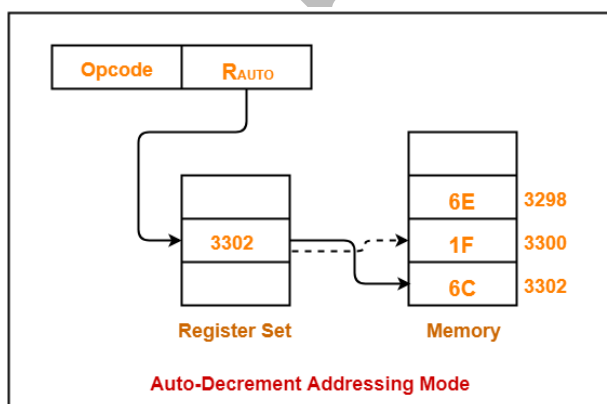 Opcode RAUTO
6E 3298
3302 1F 3300
6C 3302
Register Set Memory
Auto-Decrement Addressing Mode